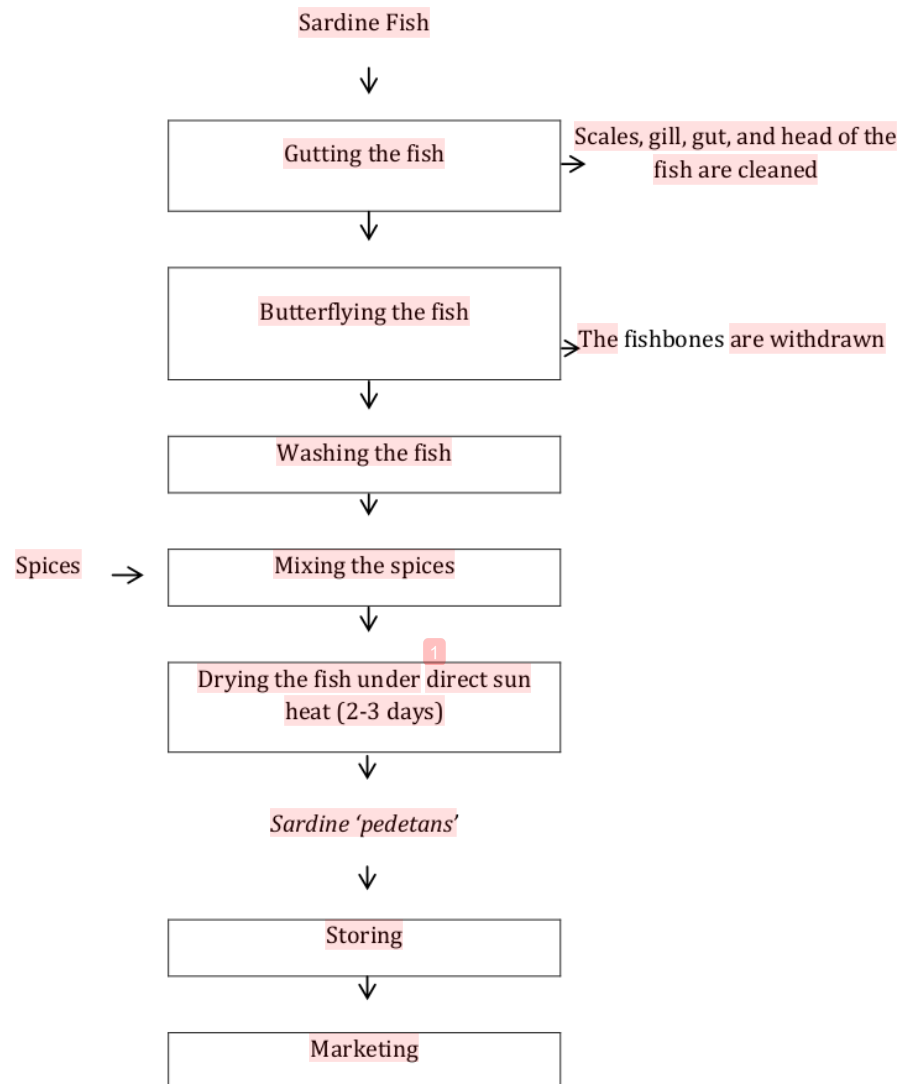 Sardine Fish
Gutting the fish
Scales, gill, gut, and head of the
fish are cleaned
Butterflying the fish
The fishbones are withdrawn
Washing the fish
Spices
Mixing the spices
1
Drying the fish under direct sun
heat (2-3 days)
Sardine ‘pedetans’
Storing
Marketing